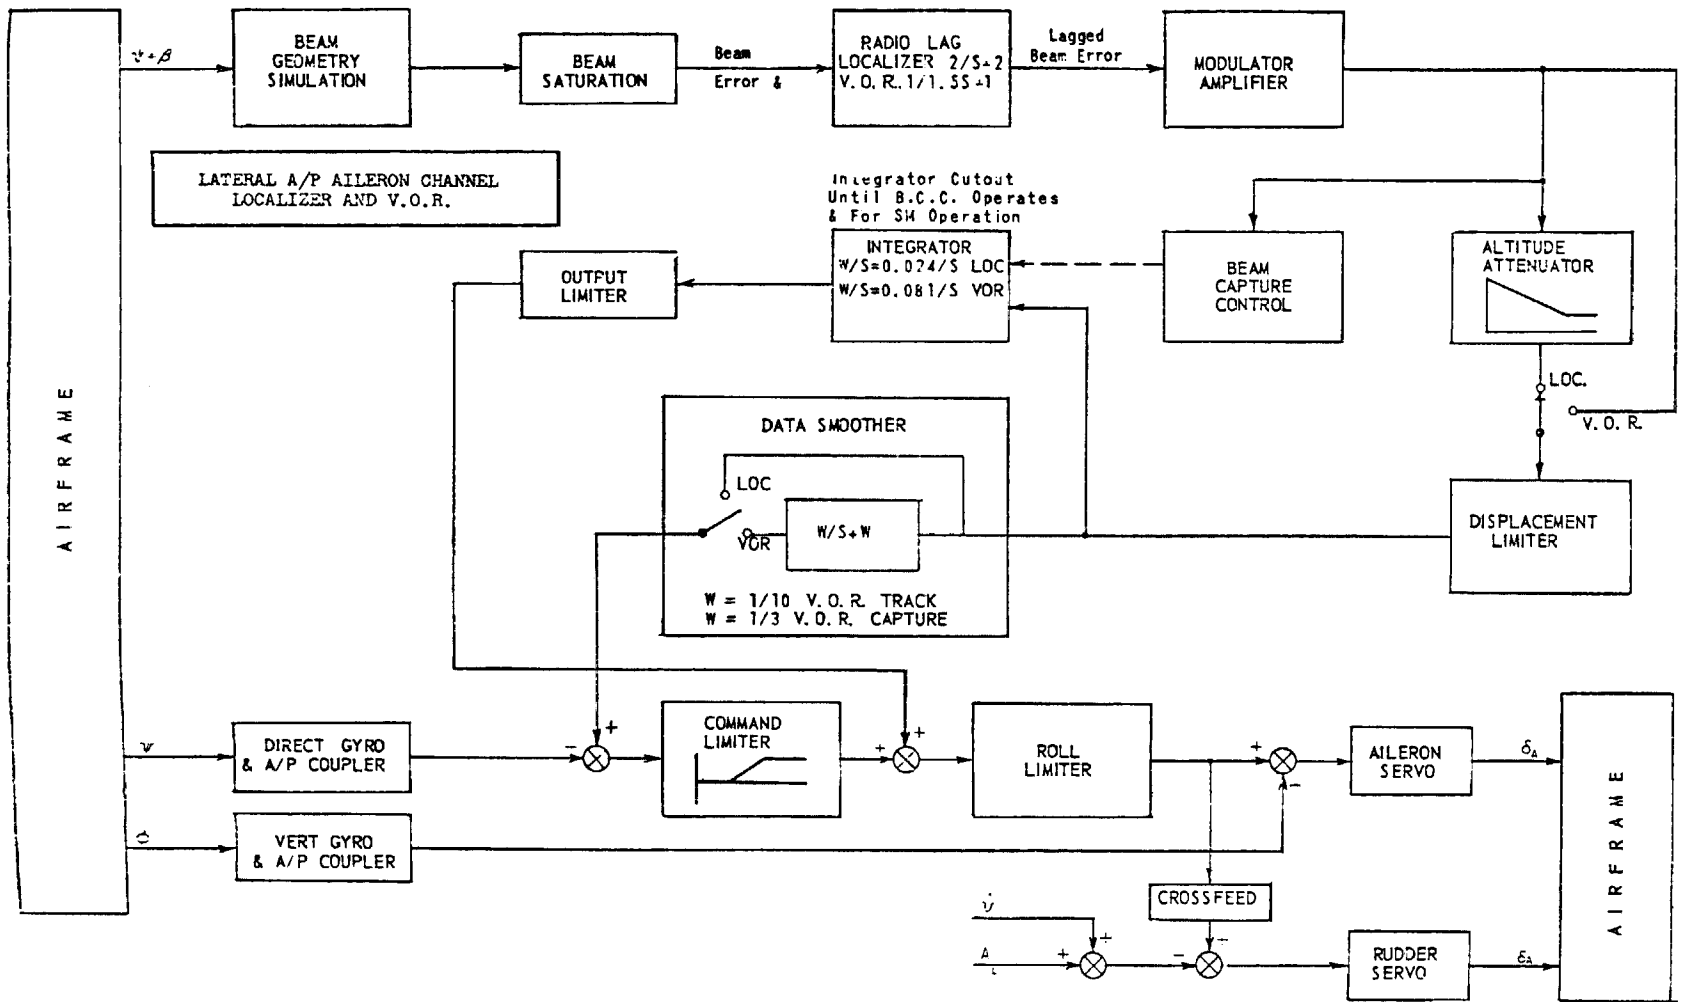 AIRFRAME
ψ+β
BEAM
GEOMETRY
SIMULATION
BEAM
SATURATION
Beam
Error &
RADIO LAG
LOCALIZER 2/S+2
V.O.R. 1/1.5S+1
Lagged
Beam Error
MODULATOR
AMPLIFIER
LATERAL A/P AILERON CHANNEL
LOCALIZER AND V.O.R.
Integrator Cutout
Until B.C.C. Operates
& For SM Operation
OUTPUT
LIMITER
INTEGRATOR
W/S=0.024/S LOC
W/S=0.081/S VOR
BEAM
CAPTURE
CONTROL
ALTITUDE
ATTENUATOR
LOC.
V.O.R.
DATA SMOOTHER
LOC
VOR
W/S+W
W = 1/10 V.O.R. TRACK
W = 1/3 V.O.R. CAPTURE
DISPLACEMENT
LIMITER
ψ
DIRECT GYRO
& A/P COUPLER
-
+
COMMAND
LIMITER
+
+
ROLL
LIMITER
+
-
AILERON
SERVO
δA
AIRFRAME
VERT GYRO
& A/P COUPLER
CROSSFEED
A
+
+
-
RUDDER
SERVO